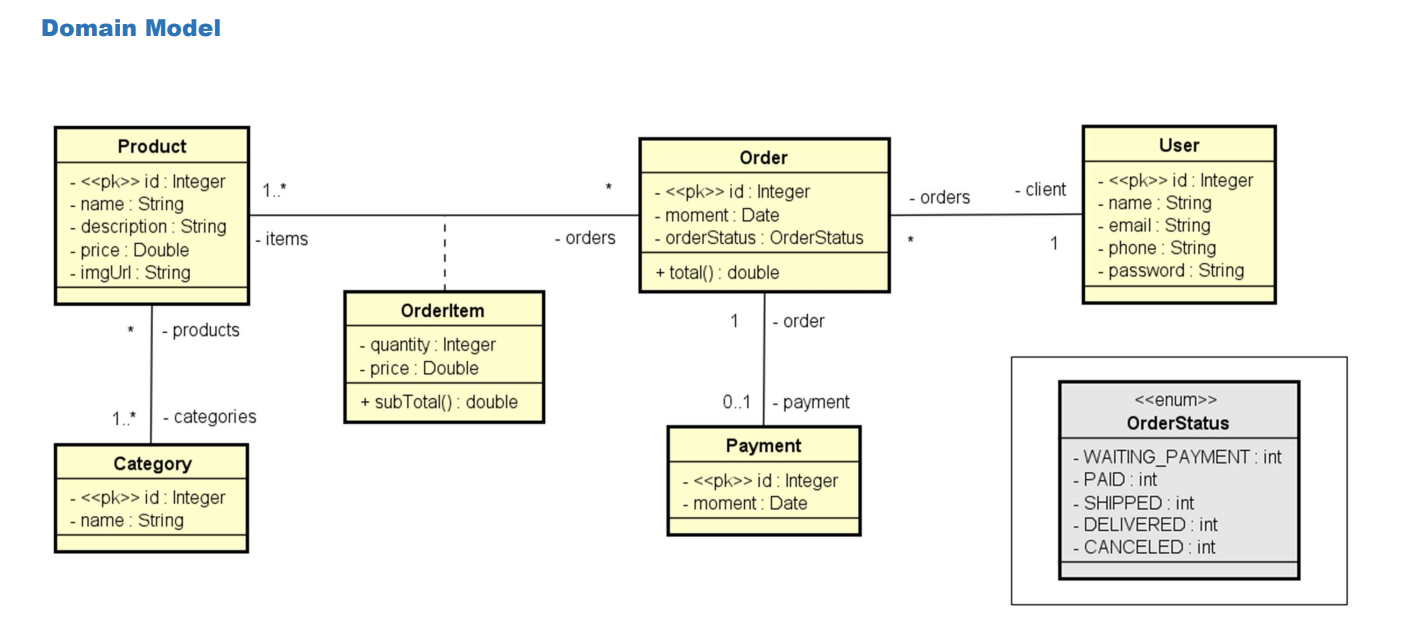 Domain Model
Product
- <<pk>> id : Integer
- name : String
- description : String
- price : Double
- imgUrl : String
1..*
- items
*
- orders
Order
- <<pk>> id : Integer
- moment : Date
- orderStatus : OrderStatus
+ total() : double
- orders
*
- client
1
User
- <<pk>> id : Integer
- name : String
- email : String
- phone : String
- password : String
OrderItem
- quantity : Integer
- price : Double
+ subTotal() : double
* - products
1..* - categories
Category
- <<pk>> id : Integer
- name : String
1 - order
0..1 - payment
Payment
- <<pk>> id : Integer
- moment : Date
<<enum>>
OrderStatus
- WAITING_PAYMENT : int
- PAID : int
- SHIPPED : int
- DELIVERED : int
- CANCELED : int